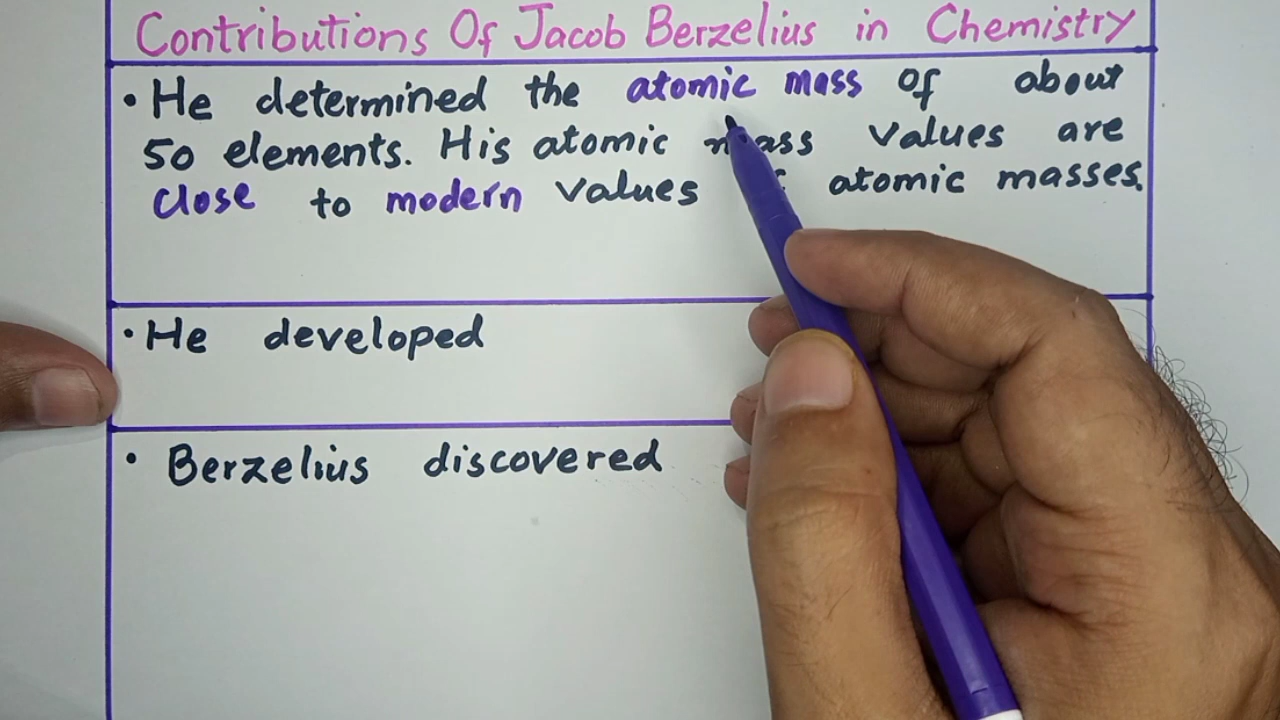 Contributions Of Jacob Berzelius in Chemistry
• He determined the atomic mass of about
50 elements. His atomic mass values are
close to modern values atomic masses.
• He developed
• Berzelius discovered